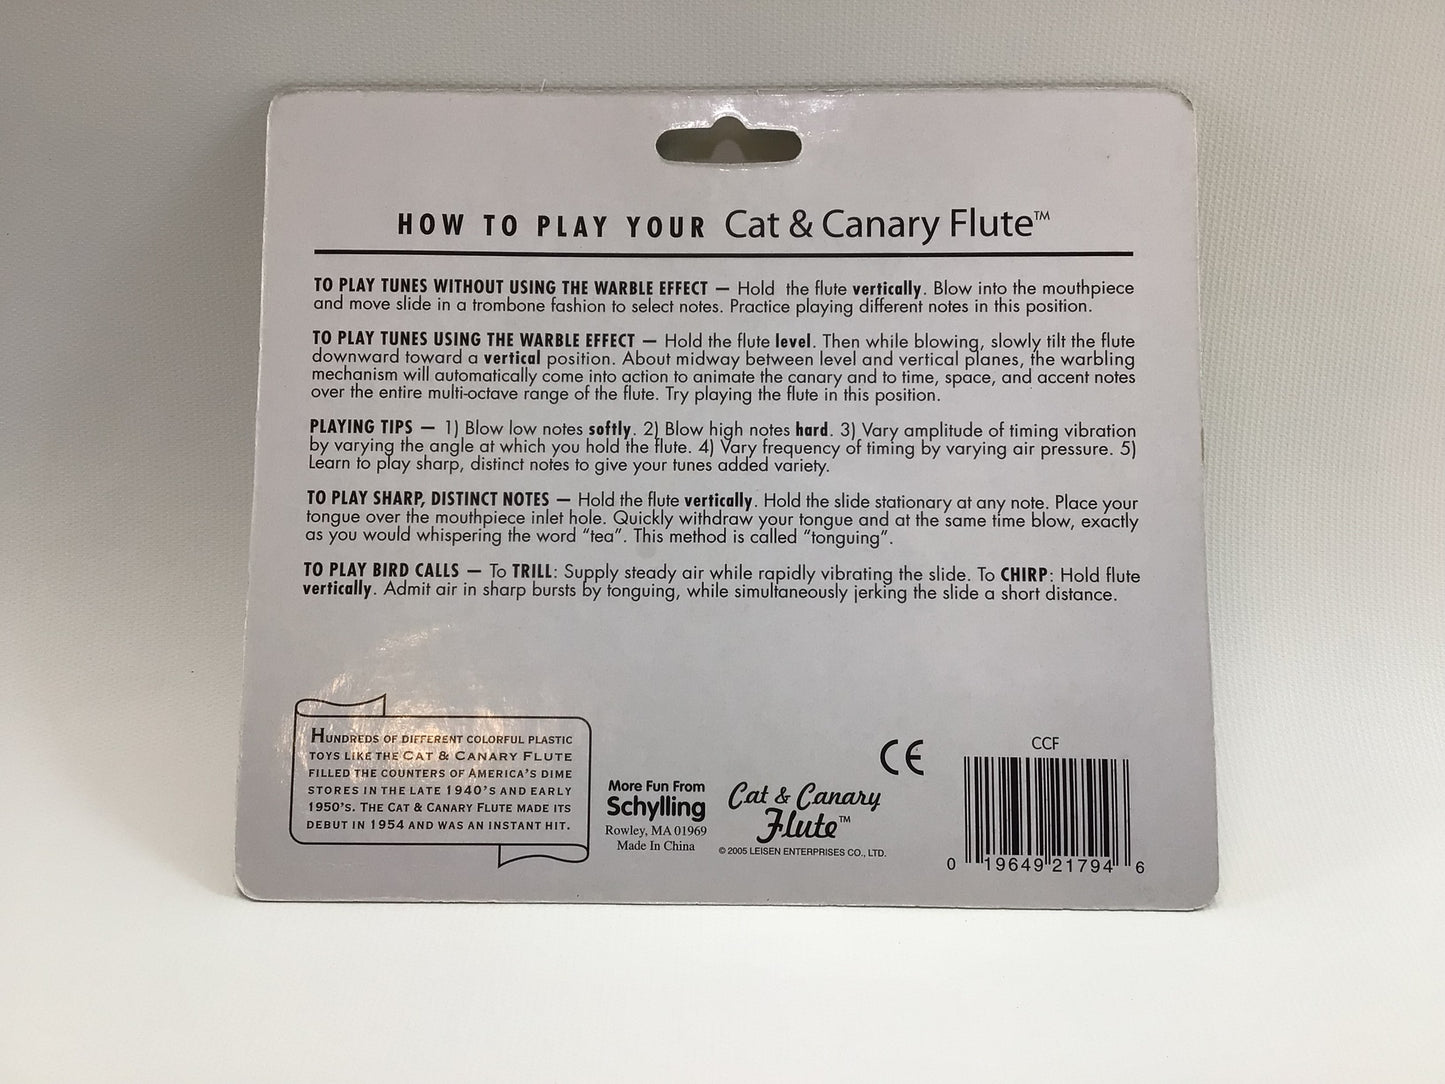 HOW TO PLAY YOUR Cat & Canary Flute™
TO PLAY TUNES WITHOUT USING THE WARBLE EFFECT — Hold the flute vertically. Blow into the mouthpiece
and move slide in a trombone fashion to select notes. Practice playing different notes in this position.
TO PLAY TUNES USING THE WARBLE EFFECT — Hold the flute level. Then while blowing, slowly tilt the flute
downward toward a vertical position. About midway between level and vertical planes, the warbling
mechanism will automatically come into action to animate the canary and to time, space, and accent notes
over the entire multi-octave range of the flute. Try playing the flute in this position.
PLAYING TIPS — 1) Blow low notes softly. 2) Blow high notes hard. 3) Vary amplitude of timing vibration
by varying the angle at which you hold the flute. 4) Vary frequency of timing by varying air pressure. 5)
Learn to play sharp, distinct notes to give your tunes added variety.
TO PLAY SHARP, DISTINCT NOTES — Hold the flute vertically. Hold the slide stationary at any note. Place your
tongue over the mouthpiece inlet hole. Quickly withdraw your tongue and at the same time blow, exactly
as you would whispering the word “tea”. This method is called “tonguing”.
TO PLAY BIRD CALLS — To TRILL: Supply steady air while rapidly vibrating the slide. To CHIRP: Hold flute
vertically. Admit air in sharp bursts by tonguing, while simultaneously jerking the slide a short distance.
HUNDREDS OF DIFFERENT COLORFUL PLASTIC
TOYS LIKE THE CAT & CANARY FLUTE
FILLED THE COUNTERS OF AMERICA'S DIME
STORES IN THE LATE 1940'S AND EARLY
1950'S. THE CAT & CANARY FLUTE MADE ITS
DEBUT IN 1954 AND WAS AN INSTANT HIT.
More Fun From
Schylling
Rowley, MA 01969
Made In China
Cat & Canary
Flute™
© 2005 LEISEN ENTERPRISES CO., LTD.
CE
CCF
0 19649 21794 6